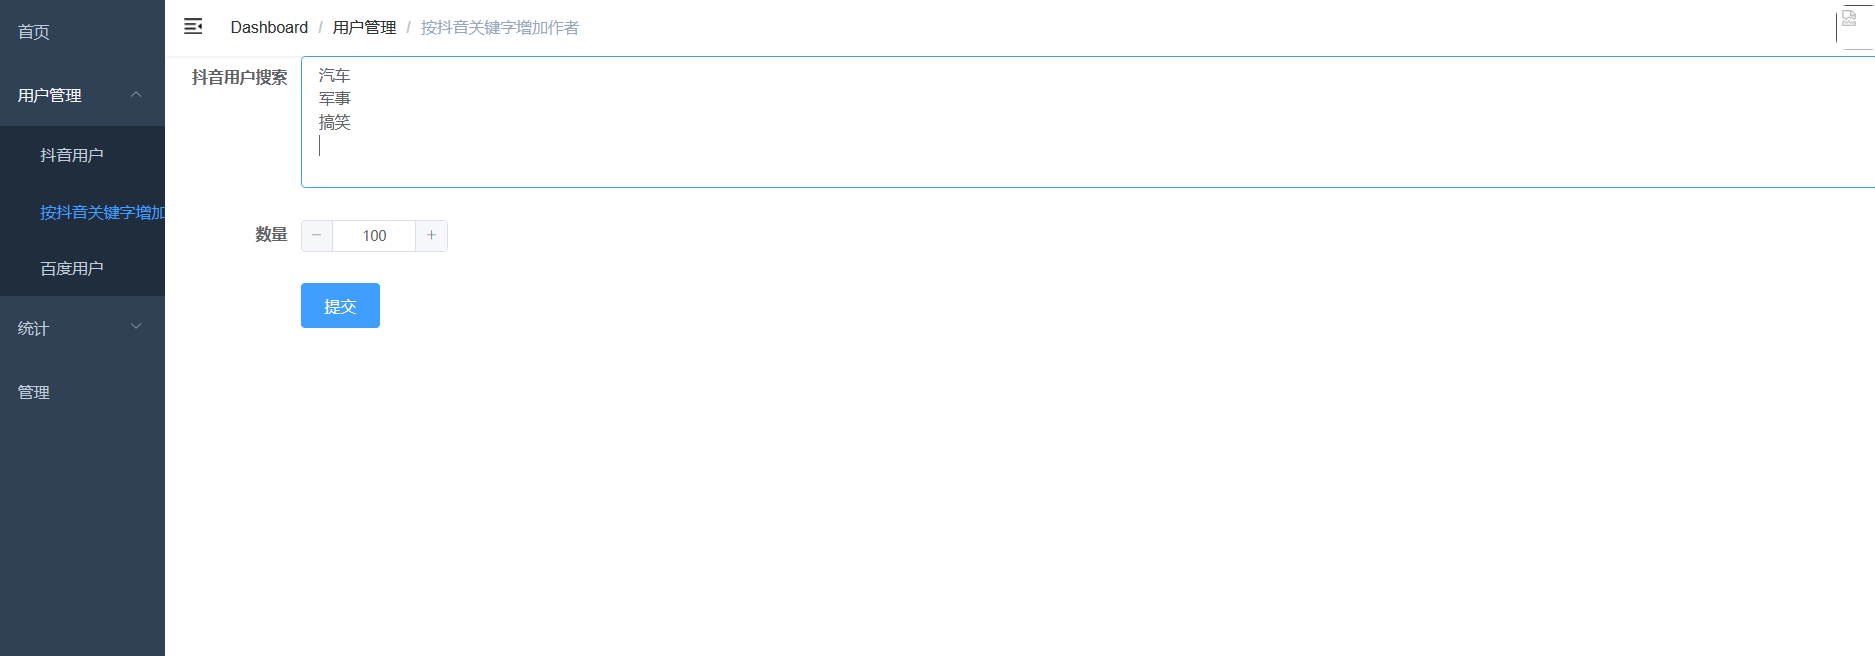 首页
用户管理
抖音用户
按抖音关键字增加
百度用户
统计
管理
Dashboard / 用户管理 / 按抖音关键字增加作者
抖音用户搜索
汽车
军事
搞笑
数量
− 100 +
提交